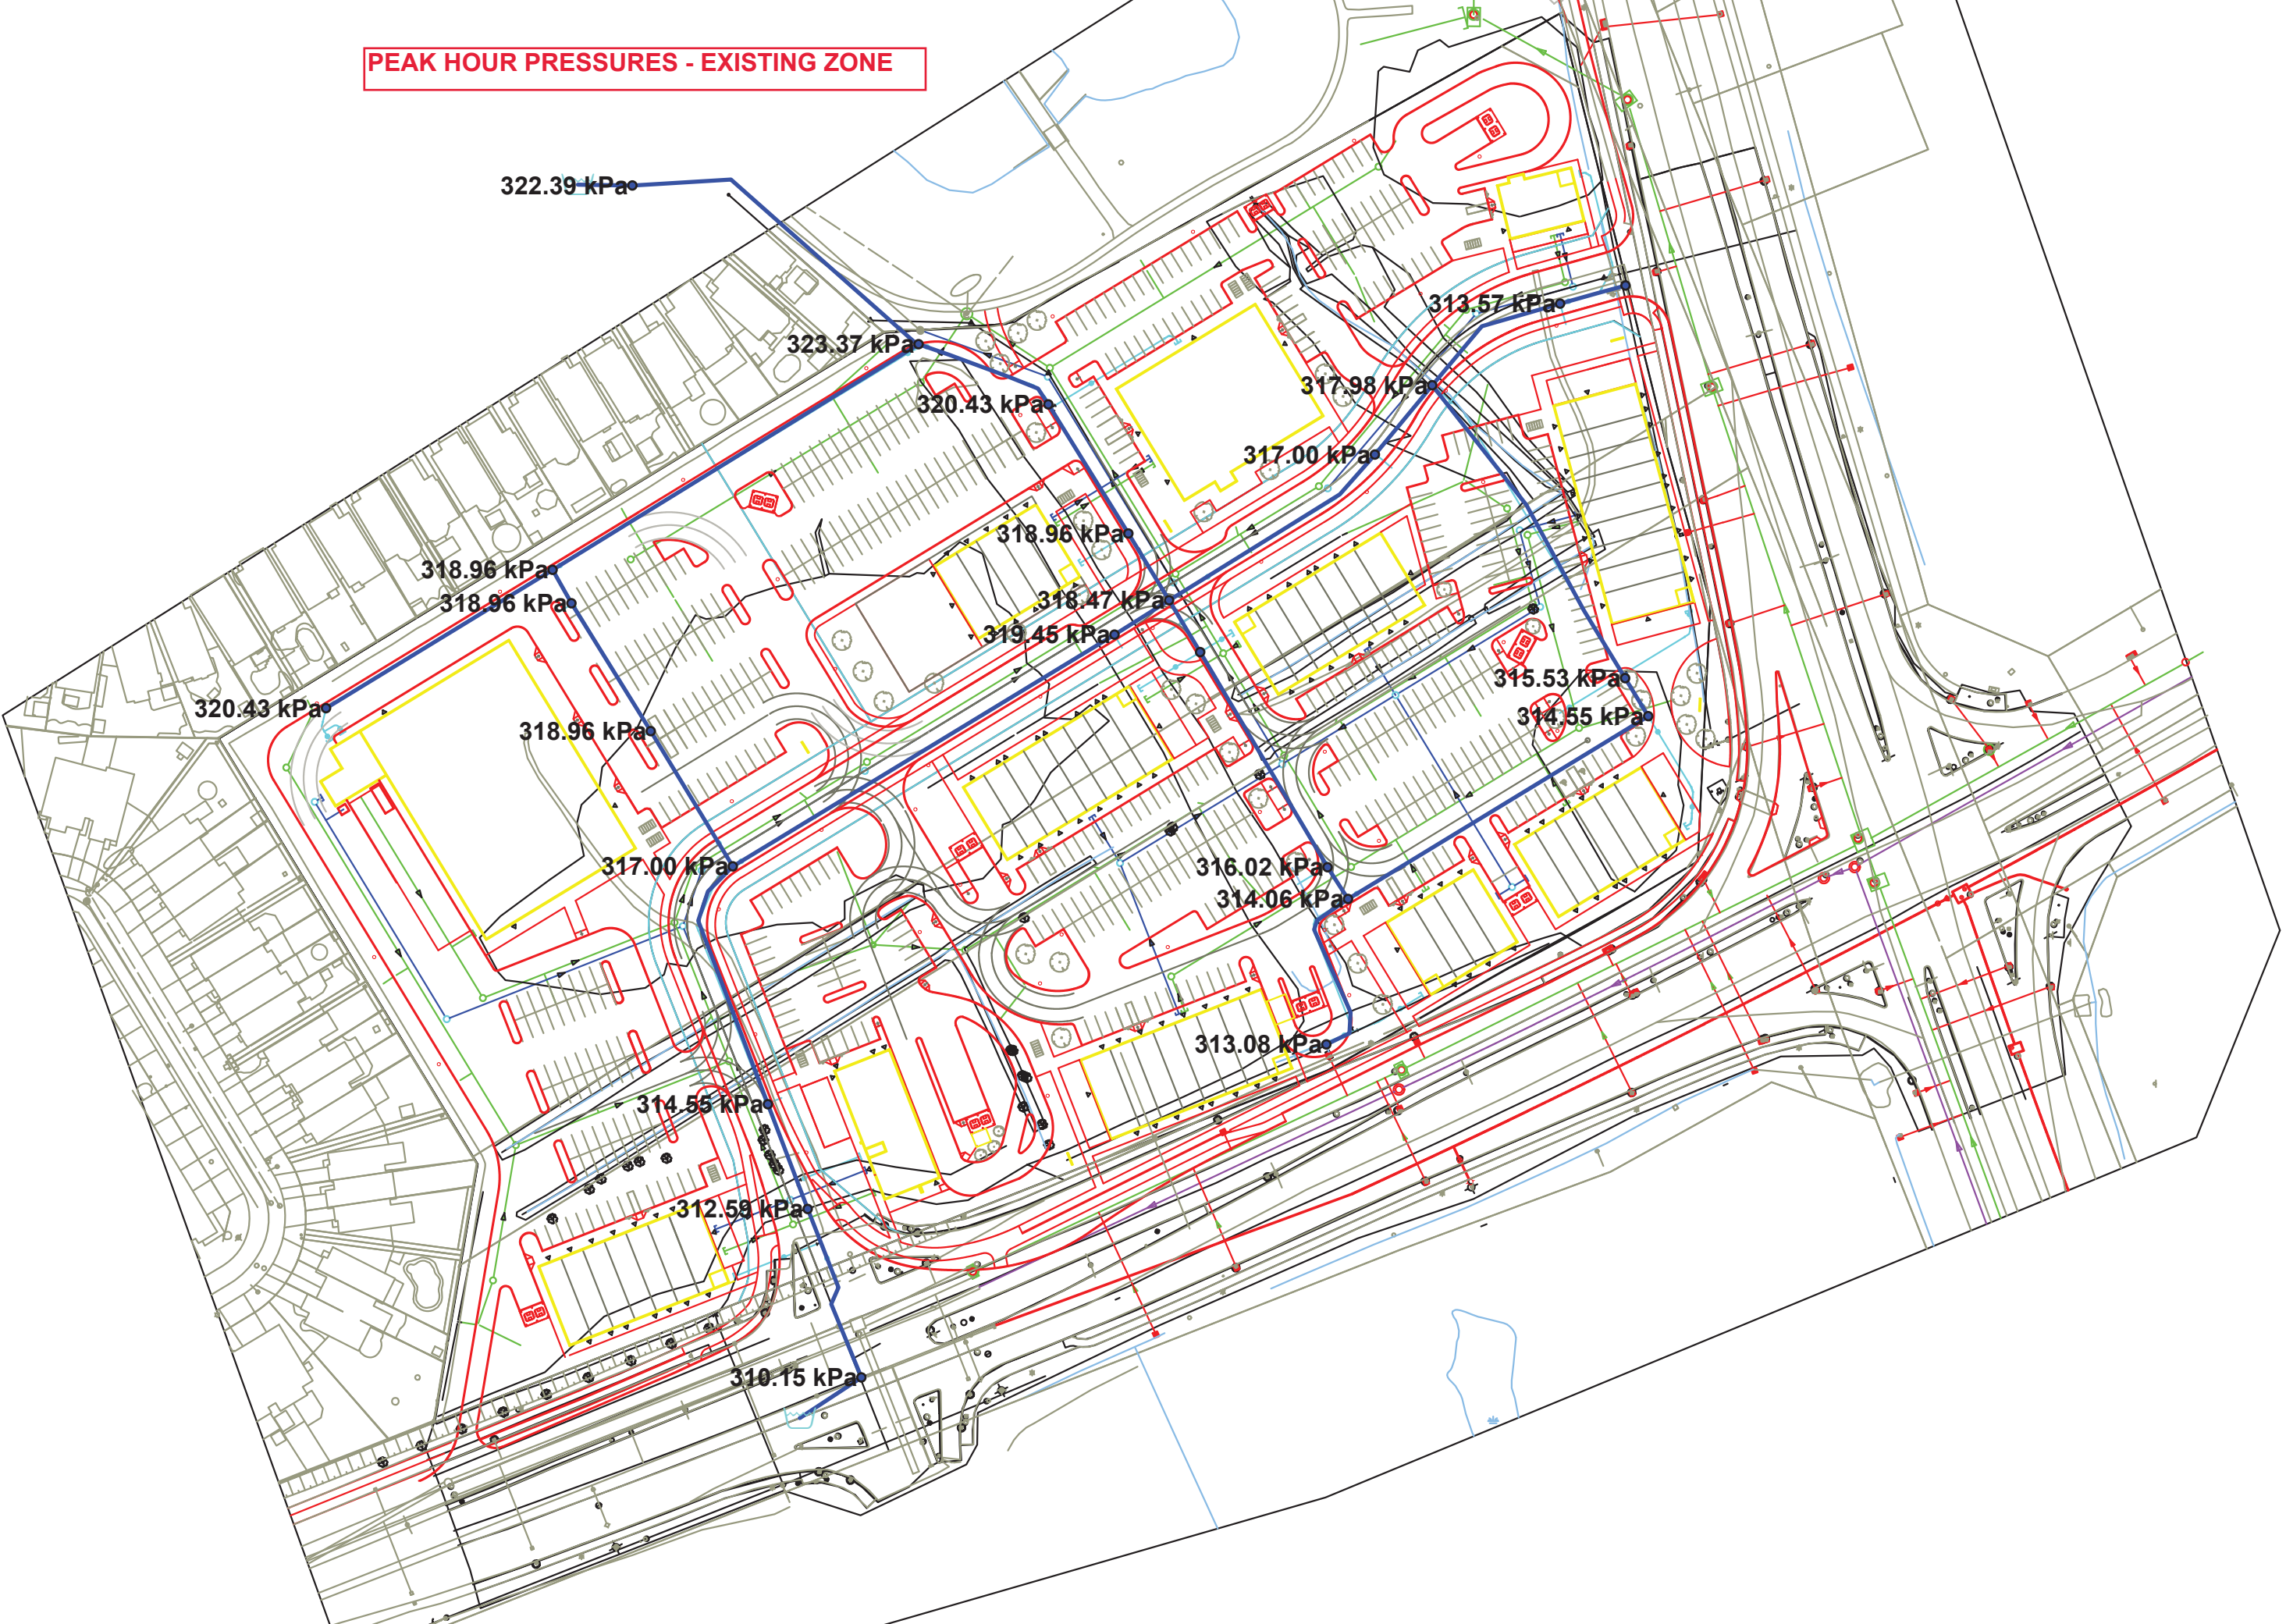 PEAK HOUR PRESSURES - EXISTING ZONE
322.39 kPa
313.57 kPa
323.37 kPa
317.98 kPa
320.43 kPa
317.00 kPa
318.96 kPa
318.96 kPa
318.96 kPa
318.47 kPa
319.45 kPa
315.53 kPa
320.43 kPa
314.55 kPa
318.96 kPa
317.00 kPa
316.02 kPa
314.06 kPa
313.08 kPa
314.55 kPa
312.59 kPa
310.15 kPa